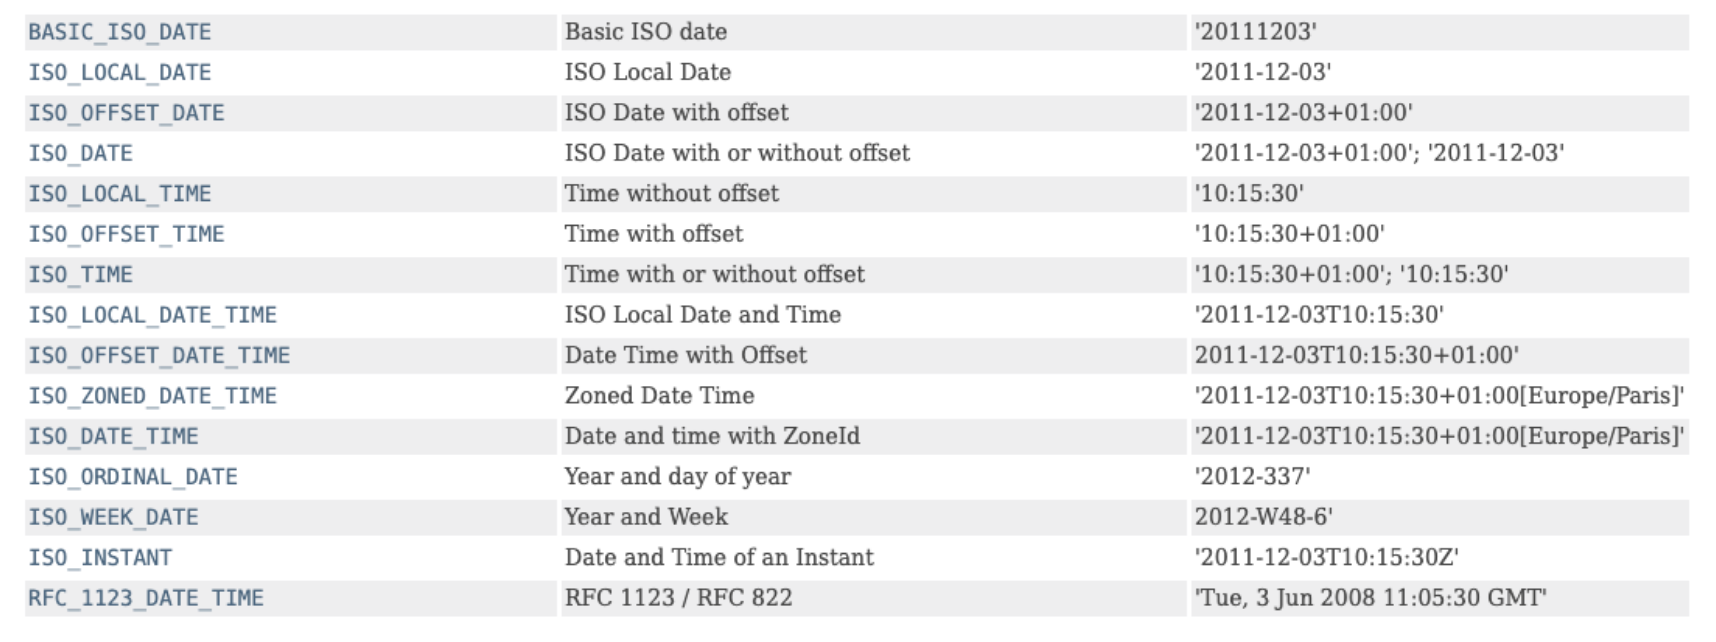 BASIC_ISO_DATE Basic ISO date '20111203'
ISO_LOCAL_DATE ISO Local Date '2011-12-03'
ISO_OFFSET_DATE ISO Date with offset '2011-12-03+01:00'
ISO_DATE ISO Date with or without offset '2011-12-03+01:00'; '2011-12-03'
ISO_LOCAL_TIME Time without offset '10:15:30'
ISO_OFFSET_TIME Time with offset '10:15:30+01:00'
ISO_TIME Time with or without offset '10:15:30+01:00'; '10:15:30'
ISO_LOCAL_DATE_TIME ISO Local Date and Time '2011-12-03T10:15:30'
ISO_OFFSET_DATE_TIME Date Time with Offset 2011-12-03T10:15:30+01:00'
ISO_ZONED_DATE_TIME Zoned Date Time '2011-12-03T10:15:30+01:00[Europe/Paris]'
ISO_DATE_TIME Date and time with ZoneId '2011-12-03T10:15:30+01:00[Europe/Paris]'
ISO_ORDINAL_DATE Year and day of year '2012-337'
ISO_WEEK_DATE Year and Week 2012-W48-6'
ISO_INSTANT Date and Time of an Instant '2011-12-03T10:15:30Z'
RFC_1123_DATE_TIME RFC 1123 / RFC 822 'Tue, 3 Jun 2008 11:05:30 GMT'